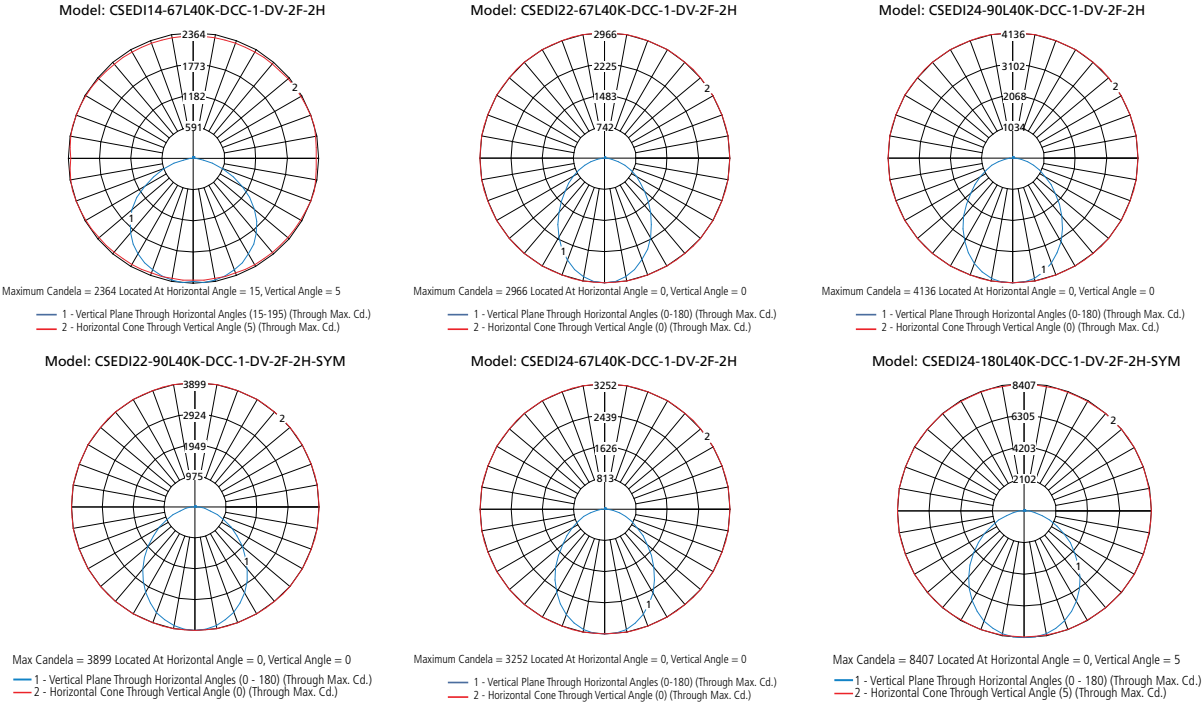 Model: CSEDI14-67L40K-DCC-1-DV-2F-2H
2364
1773
1182
591
2
1
Maximum Candela = 2364 Located At Horizontal Angle = 15, Vertical Angle = 5
1 - Vertical Plane Through Horizontal Angles (15-195) (Through Max. Cd.)
2 - Horizontal Cone Through Vertical Angle (5) (Through Max. Cd.)
Model: CSEDI22-67L40K-DCC-1-DV-2F-2H
2966
2225
1483
742
2
1
Maximum Candela = 2966 Located At Horizontal Angle = 0, Vertical Angle = 0
1 - Vertical Plane Through Horizontal Angles (0-180) (Through Max. Cd.)
2 - Horizontal Cone Through Vertical Angle (0) (Through Max. Cd.)
Model: CSEDI24-90L40K-DCC-1-DV-2F-2H
4136
3102
2068
1034
2
1
Maximum Candela = 4136 Located At Horizontal Angle = 0, Vertical Angle = 0
1 - Vertical Plane Through Horizontal Angles (0-180) (Through Max. Cd.)
2 - Horizontal Cone Through Vertical Angle (0) (Through Max. Cd.)
Model: CSEDI22-90L40K-DCC-1-DV-2F-2H-SYM
3899
2924
1949
975
2
1
Max Candela = 3899 Located At Horizontal Angle = 0, Vertical Angle = 0
1 - Vertical Plane Through Horizontal Angles (0 - 180) (Through Max. Cd.)
2 - Horizontal Cone Through Vertical Angle (0) (Through Max. Cd.)
Model: CSEDI24-67L40K-DCC-1-DV-2F-2H
3252
2439
1626
813
2
1
Maximum Candela = 3252 Located At Horizontal Angle = 0, Vertical Angle = 0
1 - Vertical Plane Through Horizontal Angles (0-180) (Through Max. Cd.)
2 - Horizontal Cone Through Vertical Angle (0) (Through Max. Cd.)
Model: CSEDI24-180L40K-DCC-1-DV-2F-2H-SYM
8407
6305
4203
2102
2
1
Max Candela = 8407 Located At Horizontal Angle = 0, Vertical Angle = 5
1 - Vertical Plane Through Horizontal Angles (0 - 180) (Through Max. Cd.)
2 - Horizontal Cone Through Vertical Angle (5) (Through Max. Cd.)